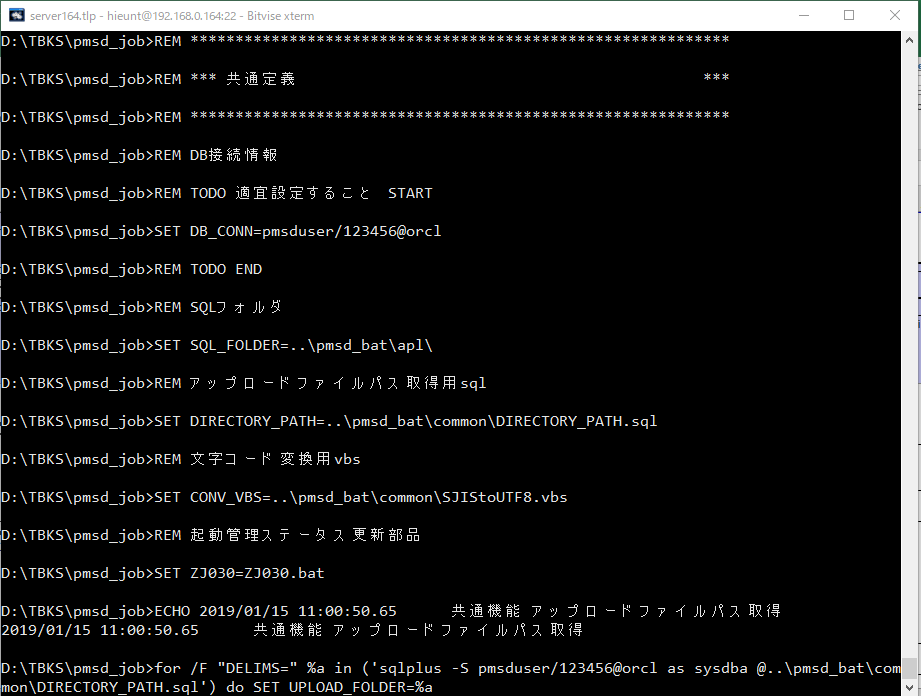 server164.tlp - hieunt@192.168.0.164:22 - Bitvise xterm
D:\TBKS\pmsd_job>REM ************************************************************
D:\TBKS\pmsd_job>REM *** 共通定義 ***
D:\TBKS\pmsd_job>REM ************************************************************
D:\TBKS\pmsd_job>REM DB接続情報
D:\TBKS\pmsd_job>REM TODO 適宜設定すること　START
D:\TBKS\pmsd_job>SET DB_CONN=pmsduser/123456@orcl
D:\TBKS\pmsd_job>REM TODO END
D:\TBKS\pmsd_job>REM SQLフォルダ
D:\TBKS\pmsd_job>SET SQL_FOLDER=..\pmsd_bat\apl\
D:\TBKS\pmsd_job>REM アップロードファイルパス取得用sql
D:\TBKS\pmsd_job>SET DIRECTORY_PATH=..\pmsd_bat\common\DIRECTORY_PATH.sql
D:\TBKS\pmsd_job>REM 文字コード変換用vbs
D:\TBKS\pmsd_job>SET CONV_VBS=..\pmsd_bat\common\SJIStoUTF8.vbs
D:\TBKS\pmsd_job>REM 起動管理ステータス更新部品
D:\TBKS\pmsd_job>SET ZJ030=ZJ030.bat
D:\TBKS\pmsd_job>ECHO 2019/01/15 11:00:50.65 共通機能 アップロードファイルパス取得
2019/01/15 11:00:50.65 共通機能 アップロードファイルパス取得
D:\TBKS\pmsd_job>for /F "DELIMS=" %a in ('sqlplus -S pmsduser/123456@orcl as sysdba @..\pmsd_bat\com
mon\DIRECTORY_PATH.sql') do SET UPLOAD_FOLDER=%a